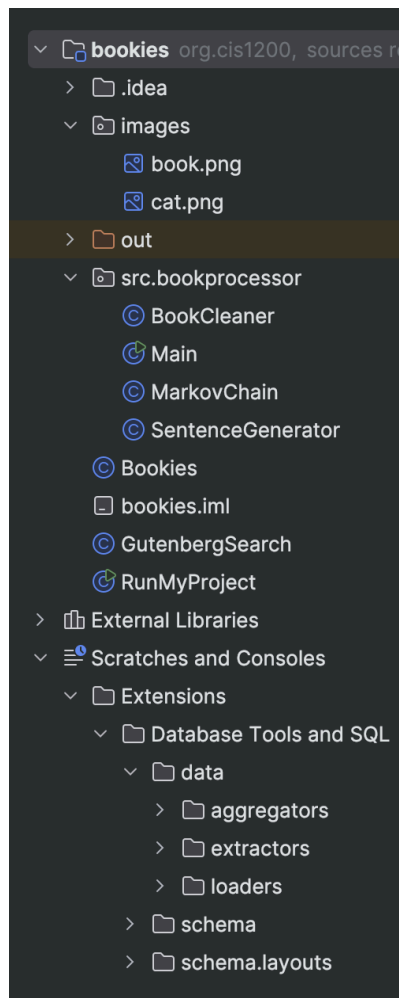 bookies org.cis1200, sources r
.idea
images
book.png
cat.png
out
src.bookprocessor
C BookCleaner
C Main
C MarkovChain
C SentenceGenerator
C Bookies
bookies.iml
C GutenbergSearch
C RunMyProject
External Libraries
Scratches and Consoles
Extensions
Database Tools and SQL
data
aggregators
extractors
loaders
schema
schema.layouts